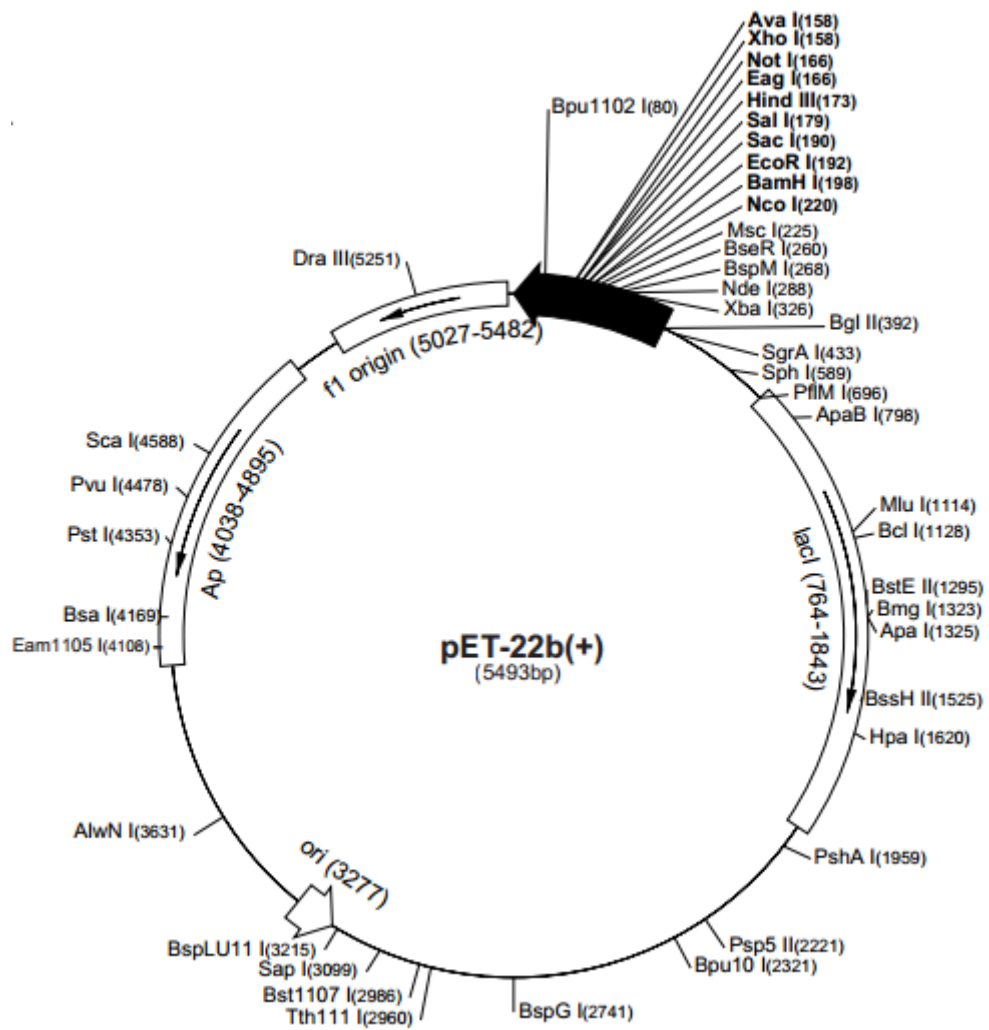 Ava I(158)
Xho I(158)
Not I(166)
Eag I(166)
Hind III(173)
Sal I(179)
Sac I(190)
EcoR I(192)
BamH I(198)
Nco I(220)
Msc I(225)
BseR I(260)
BspM I(268)
Nde I(288)
Xba I(326)
Bpu1102 I(80)
Bgl II(392)
SgrA I(433)
Sph I(589)
PflM I(696)
ApaB I(798)
Mlu I(1114)
Bcl I(1128)
BstE II(1295)
Bmg I(1323)
Apa I(1325)
BssH II(1525)
Hpa I(1620)
lacI (764-1843)
PshA I(1959)
Psp5 II(2221)
Bpu10 I(2321)
BspG I(2741)
Tth111 I(2960)
Bst1107 I(2986)
Sap I(3099)
BspLU11 I(3215)
ori (3277)
AlwN I(3631)
Eam1105 I(4108)
Bsa I(4169)
Pst I(4353)
Pvu I(4478)
Sca I(4588)
Ap (4038-4895)
Dra III(5251)
f1 origin (5027-5482)
pET-22b(+)
(5493bp)